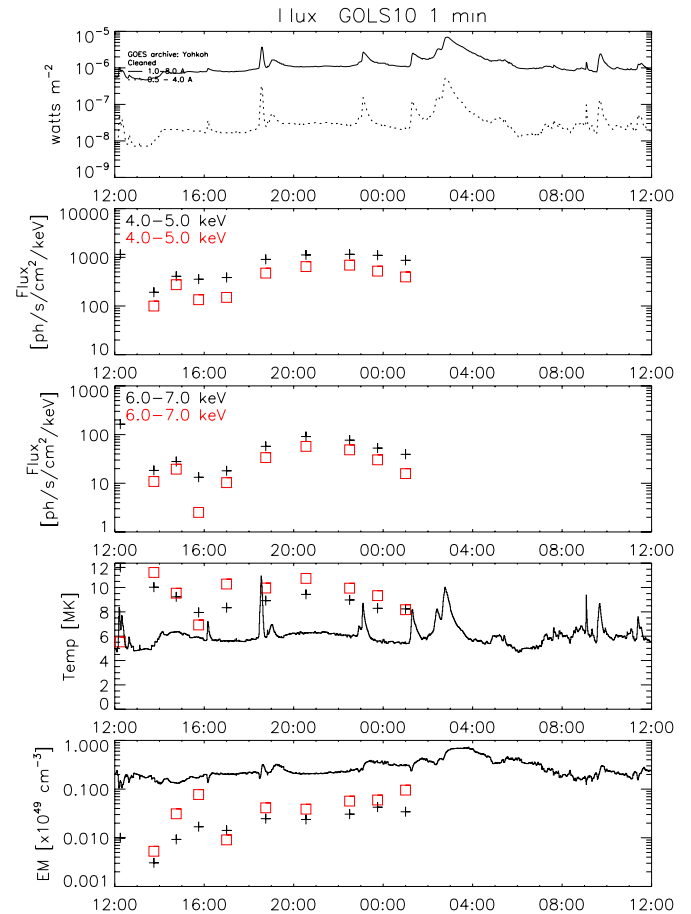 l lux GOLS10 1 min
10⁻⁵
GOES archive: Yohkoh
Cleaned
10⁻⁶
1.0-8.0 A
0.5 - 4.0 A
10⁻⁷
10⁻⁸
10⁻⁹
watts m⁻²
12:00 16:00 20:00 00:00 04:00 08:00 12:00
10000
4.0-5.0 keV
1000
4.0-5.0 keV
100
10
Flux
[ph/s/cm²/keV]
12:00 16:00 20:00 00:00 04:00 08:00 12:00
1000
6.0-7.0 keV
6.0-7.0 keV
100
10
1
Flux
[ph/s/cm²/keV]
12:00 16:00 20:00 00:00 04:00 08:00 12:00
12
10
8
6
4
2
0
Temp [MK]
12:00 16:00 20:00 00:00 04:00 08:00 12:00
1.000
0.100
0.010
0.001
EM [x10⁴⁹ cm⁻³]
12:00 16:00 20:00 00:00 04:00 08:00 12:00